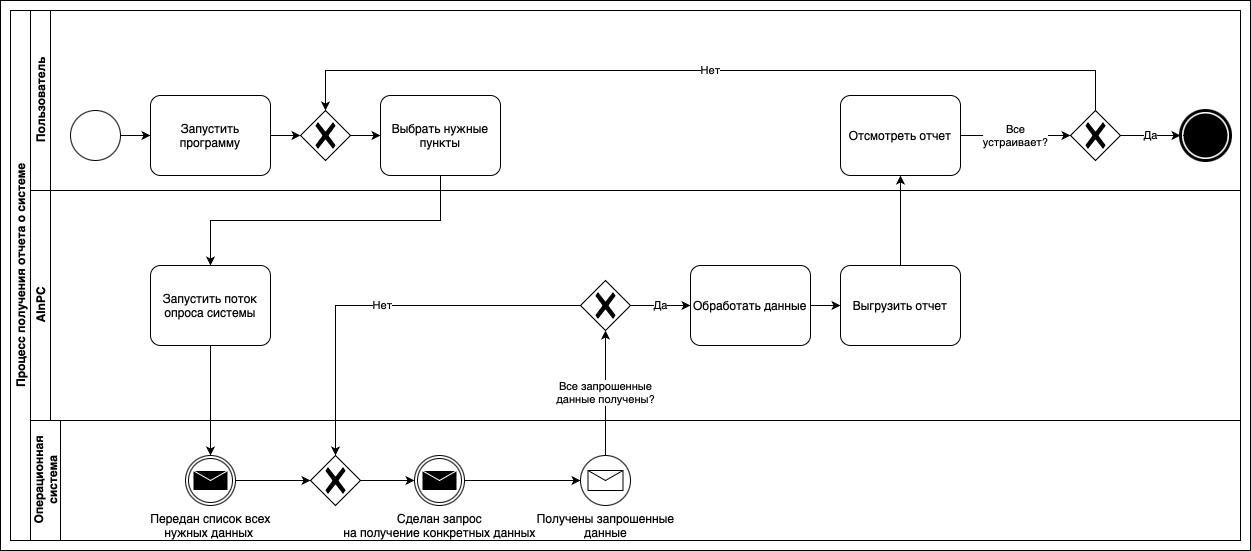 Процесс получения отчета о системе
Пользователь
Нет
Запустить
программу
Выбрать нужные
пункты
Отсмотреть отчет
Все
устраивает?
Да
AInPC
Запустить поток
опроса системы
Нет
Да
Обработать данные
Выгрузить отчет
Все запрошенные
данные получены?
Операционная
система
Передан список всех
нужных данных
Сделан запрос
на получение конкретных данных
Получены запрошенные
данные